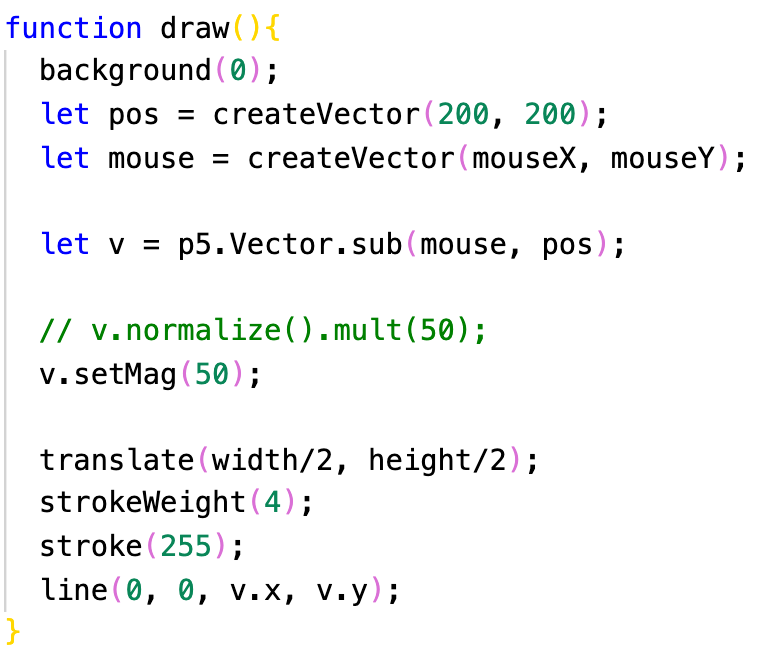 function draw(){
  background(0);
  let pos = createVector(200, 200);
  let mouse = createVector(mouseX, mouseY);

  let v = p5.Vector.sub(mouse, pos);

  // v.normalize().mult(50);
  v.setMag(50);

  translate(width/2, height/2);
  strokeWeight(4);
  stroke(255);
  line(0, 0, v.x, v.y);
}